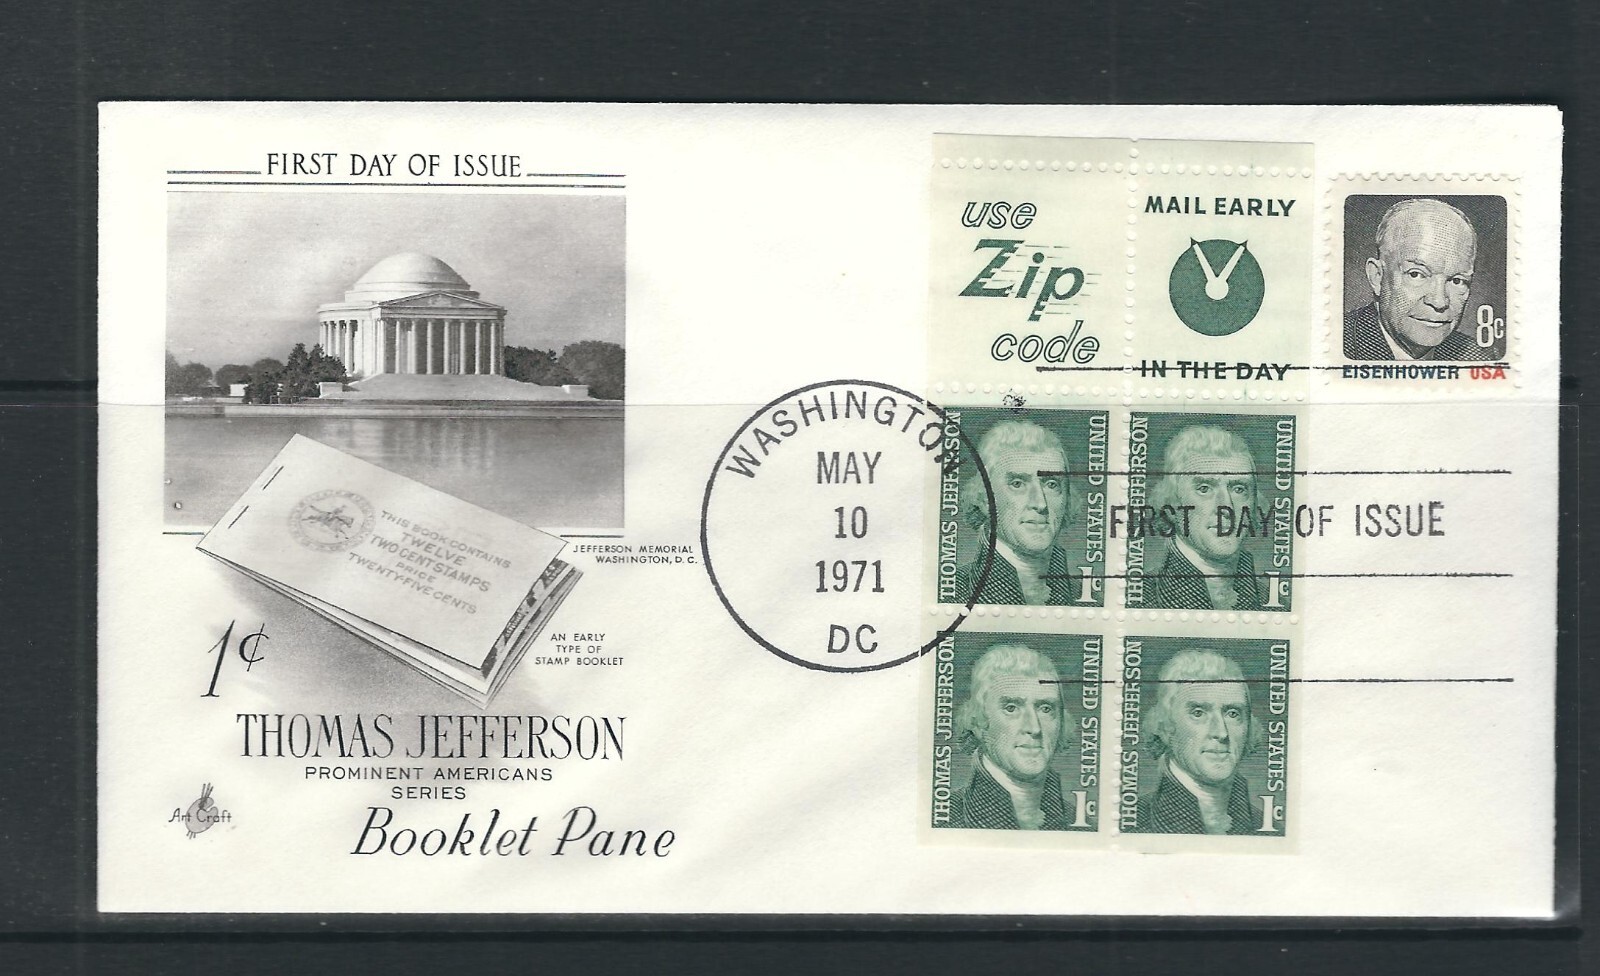 FIRST DAY OF ISSUE
THIS BOOK CONTAINS
TWELVE
TWO CENT STAMPS
PRICE
TWENTY-FIVE CENTS
JEFFERSON MEMORIAL
WASHINGTON, D.C.
AN EARLY
TYPE OF
STAMP BOOKLET
1¢
THOMAS JEFFERSON
PROMINENT AMERICANS
SERIES
Booklet Pane
Art Craft
WASHINGTON
MAY
10
1971
DC
use
Zip
code
MAIL EARLY
IN THE DAY
8c
EISENHOWER USA
THOMAS JEFFERSON
UNITED STATES
1c
THOMAS JEFFERSON
UNITED STATES
1c
FIRST DAY OF ISSUE
THOMAS JEFFERSON
UNITED STATES
1c
THOMAS JEFFERSON
UNITED STATES
1c